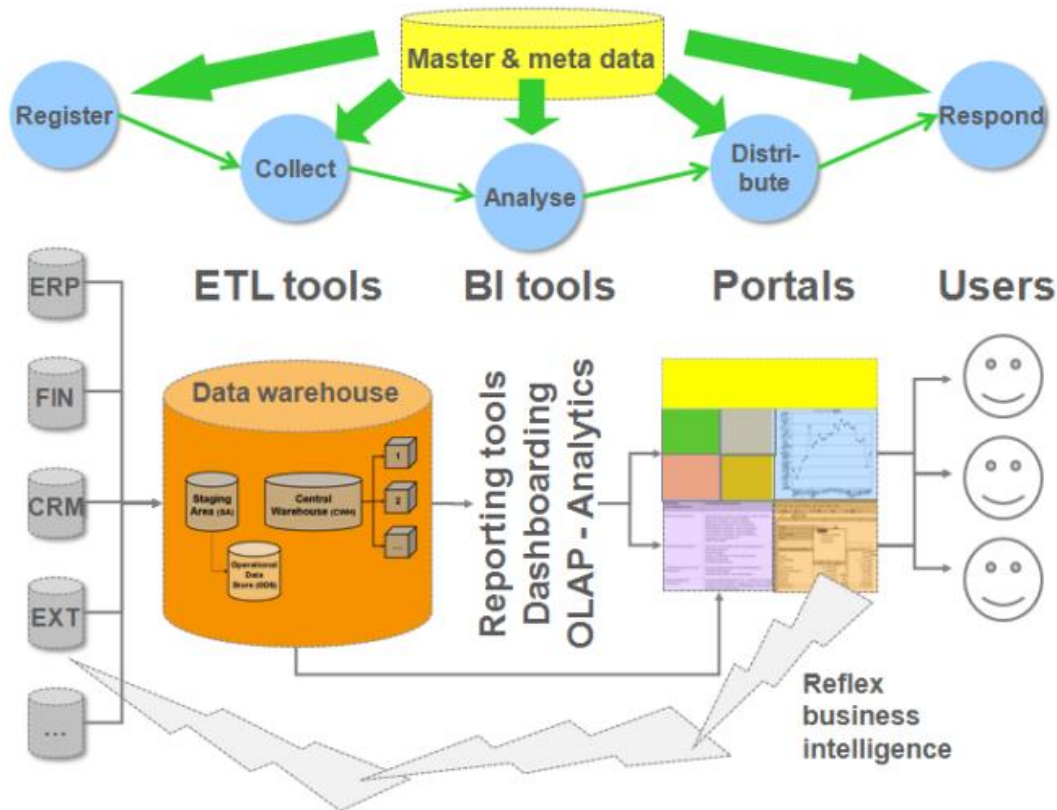 Master & meta data
Register
Collect
Analyse
Distri-
bute
Respond
ETL tools
BI tools
Portals
Users
ERP
FIN
CRM
EXT
...
Data warehouse
Staging
Area (SA)
Central
Warehouse (CWH)
Operational
Data
Store (ODS)
1
2
...
Reporting tools
Dashboarding
OLAP - Analytics
Reflex
business
intelligence